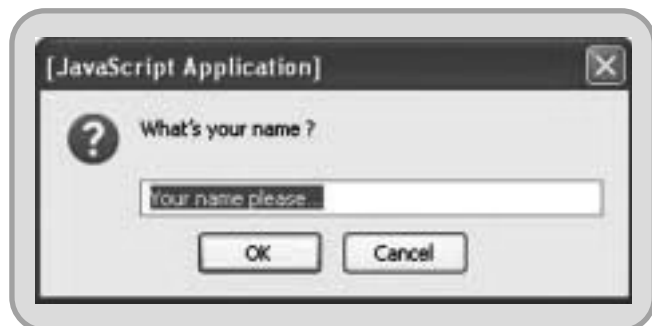 [JavaScript Application]
What's your name ?
Your name please...
OK
Cancel